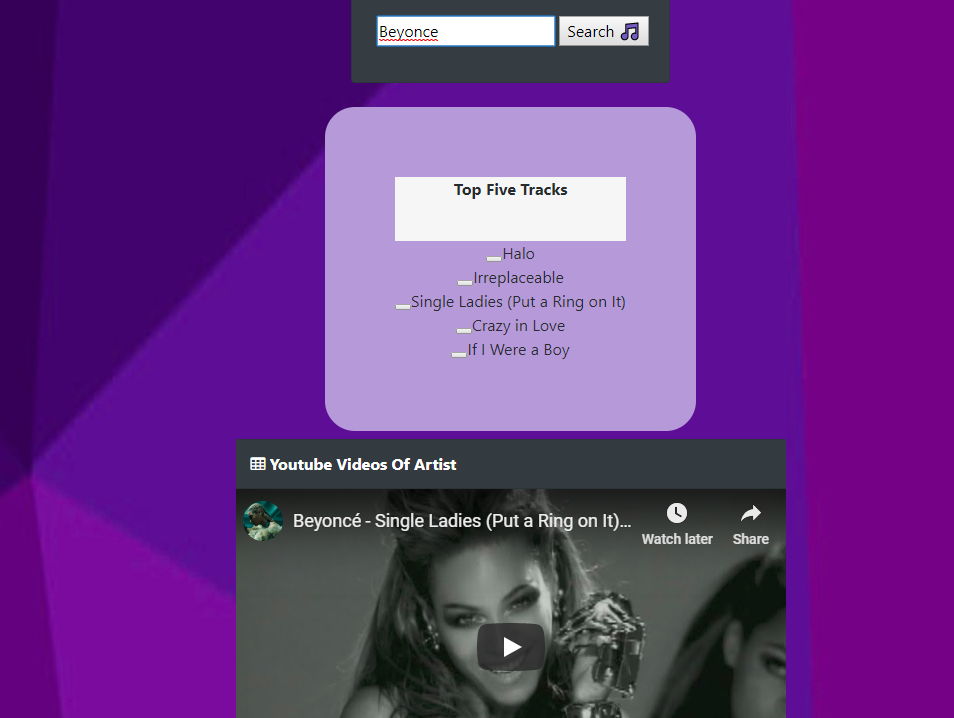 Beyonce Search
Top Five Tracks
Halo
Irreplaceable
Single Ladies (Put a Ring on It)
Crazy in Love
If I Were a Boy
Youtube Videos Of Artist
Beyoncé - Single Ladies (Put a Ring on It)...
Watch later Share